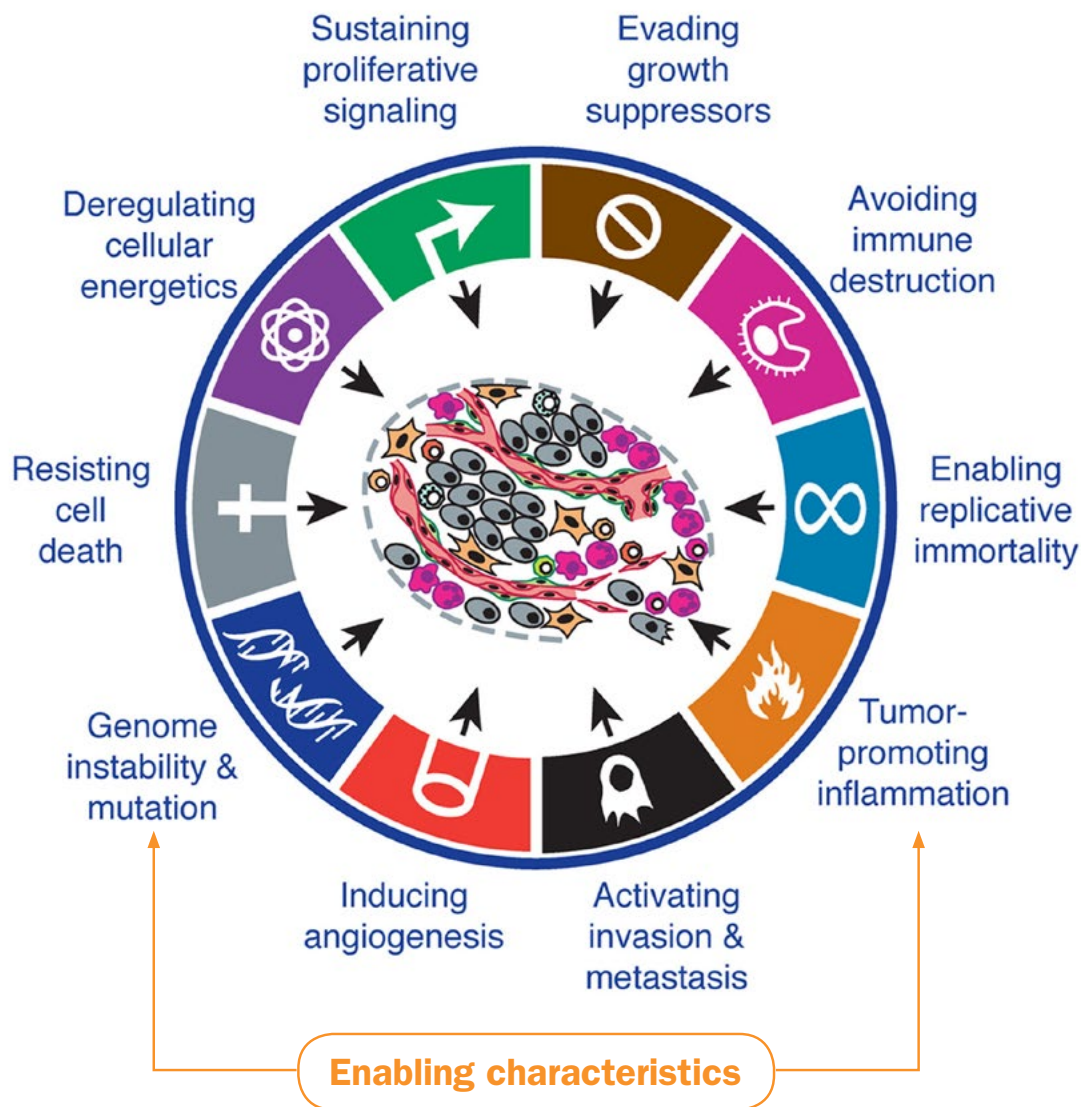 Sustaining
proliferative
signaling
Evading
growth
suppressors
Deregulating
cellular
energetics
Avoiding
immune
destruction
Resisting
cell
death
Enabling
replicative
immortality
Genome
instability &
mutation
Tumor-
promoting
inflammation
Inducing
angiogenesis
Activating
invasion &
metastasis
Enabling characteristics